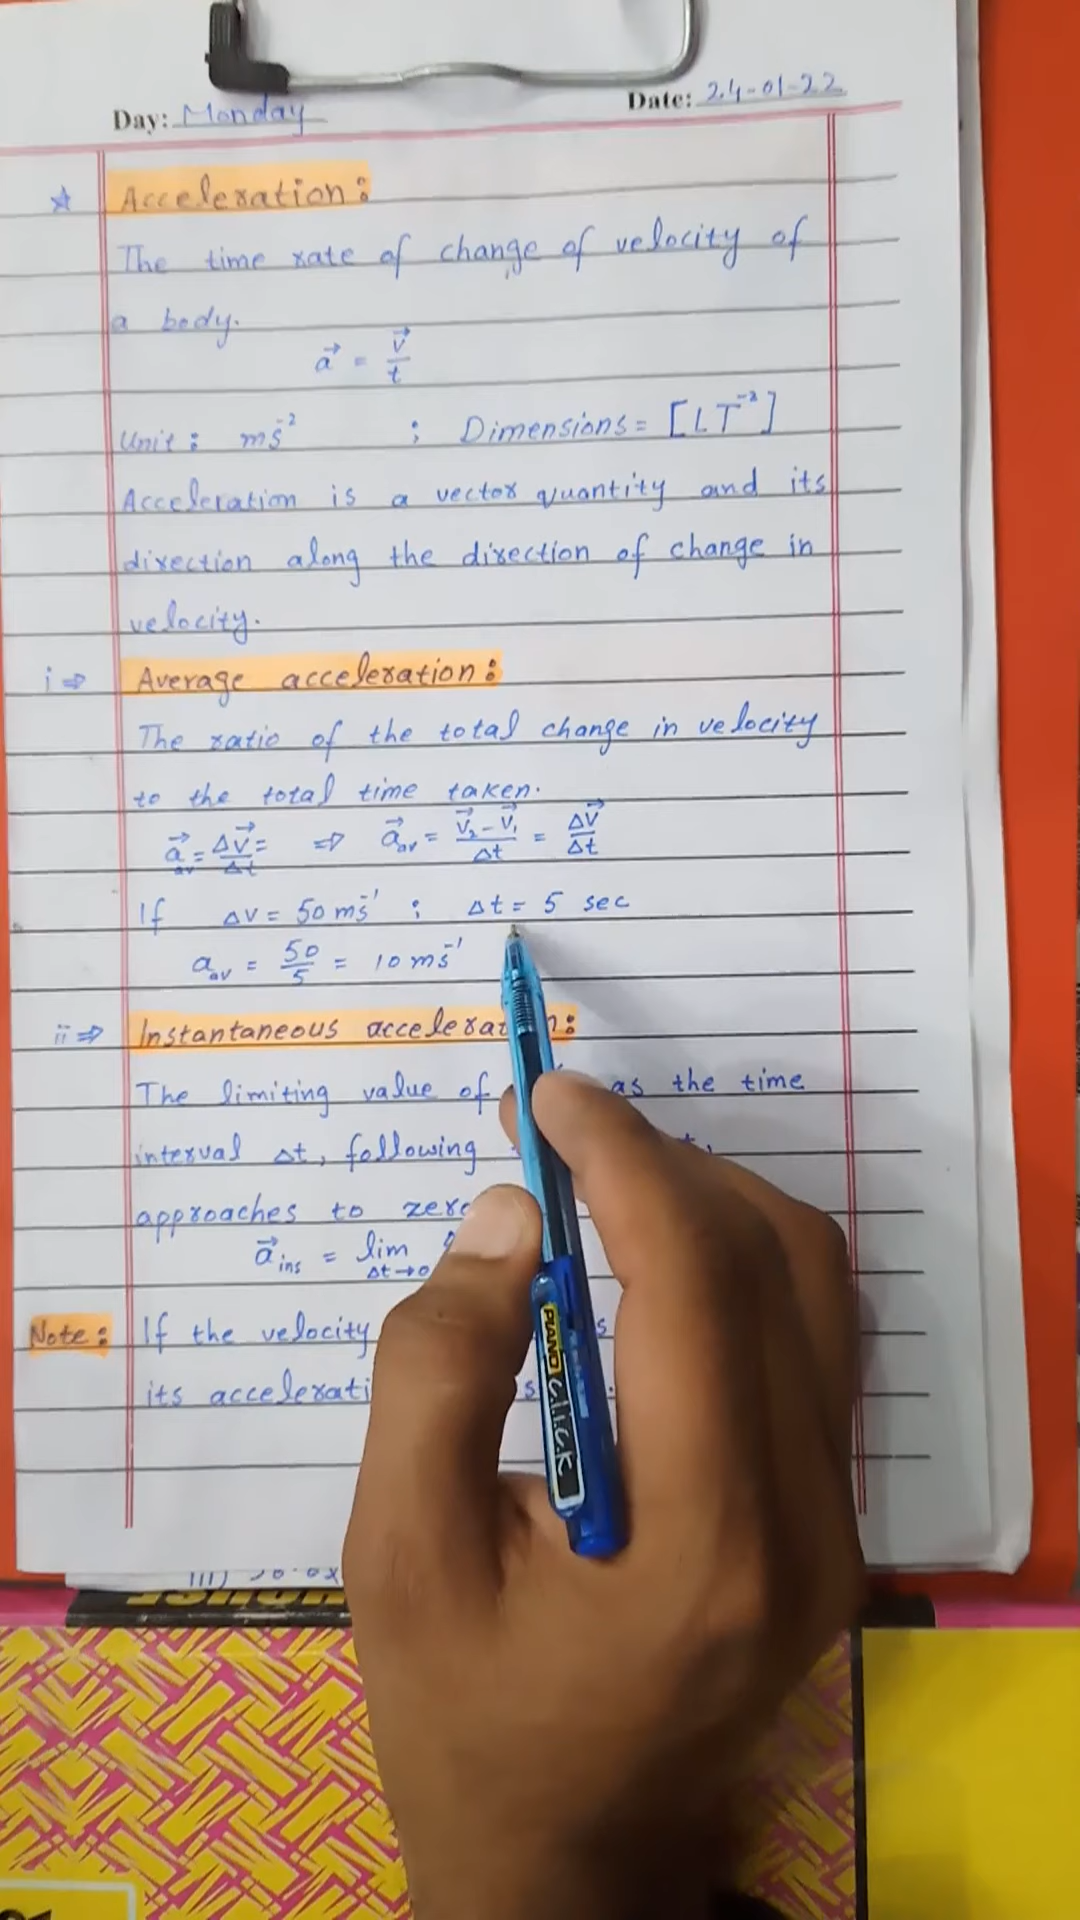 Day: Monday Date: 24-01-22
☆ Acceleration:
The time rate of change of velocity of
a body.
a⃗ = v⃗/t
Unit: ms⁻² ; Dimensions = [LT⁻²]
Acceleration is a vector quantity and its
direction along the direction of change in
velocity.
i ⇒ Average acceleration:
The ratio of the total change in velocity
to the total time taken.
a⃗av = Δv⃗/Δt = ⇒ a⃗av = (v⃗₂ - v⃗₁)/Δt = Δv⃗/Δt
If Δv = 50 ms⁻¹ ; Δt = 5 sec
aav = 50/5 = 10 ms⁻¹
ii ⇒ Instantaneous acceleration:
The limiting value of as the time
interval Δt, following
approaches to zero
a⃗ins = lim Δt→0
Note: If the velocity
its
PIANO
CLICK